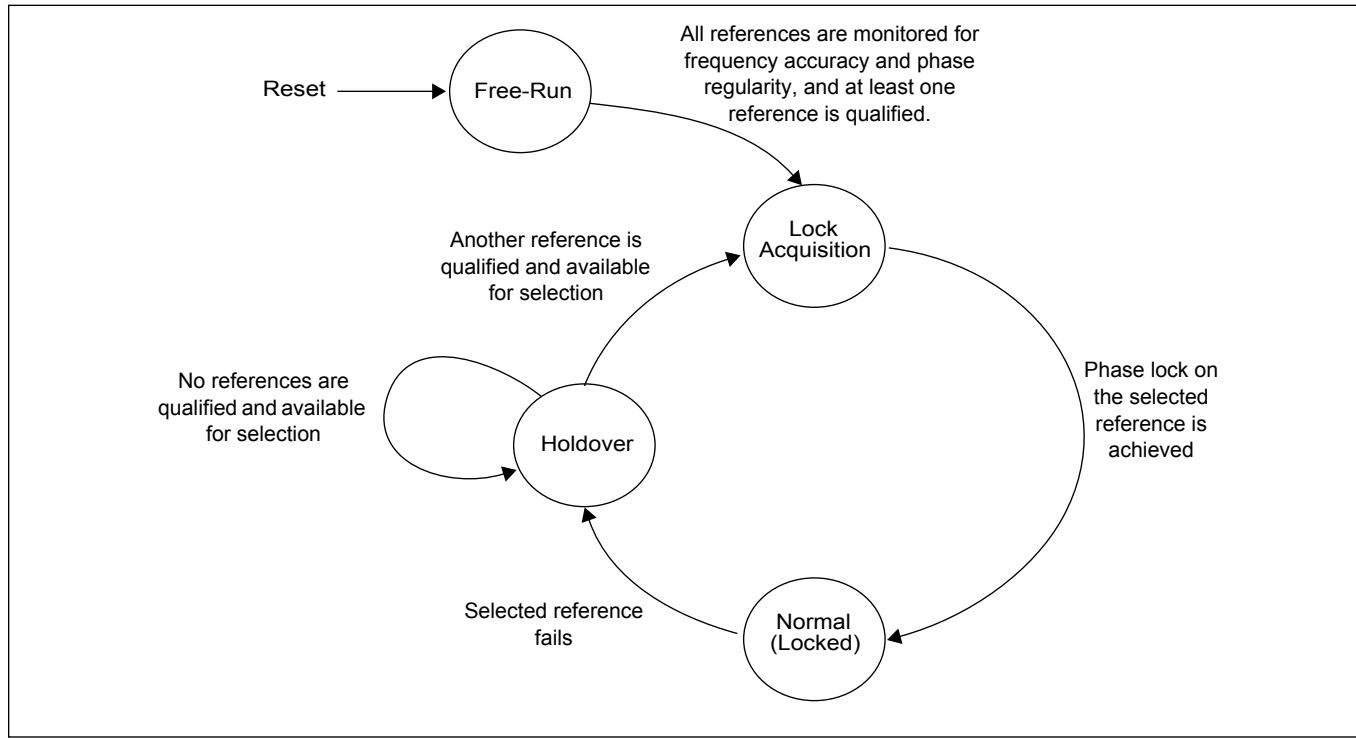 All references are monitored for
frequency accuracy and phase
regularity, and at least one
reference is qualified.
Reset
Free-Run
Lock
Acquisition
Another reference is
qualified and available
for selection
Phase lock on
the selected
reference is
achieved
No references are
qualified and available
for selection
Holdover
Selected reference
fails
Normal
(Locked)